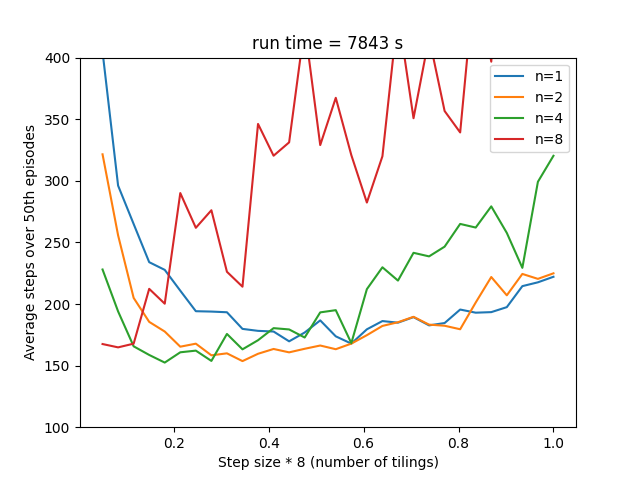 run time = 7843 s
n=1
n=2
n=4
n=8
400
350
300
250
200
150
100
Average steps over 50th episodes
0.2 0.4 0.6 0.8 1.0
Step size * 8 (number of tilings)